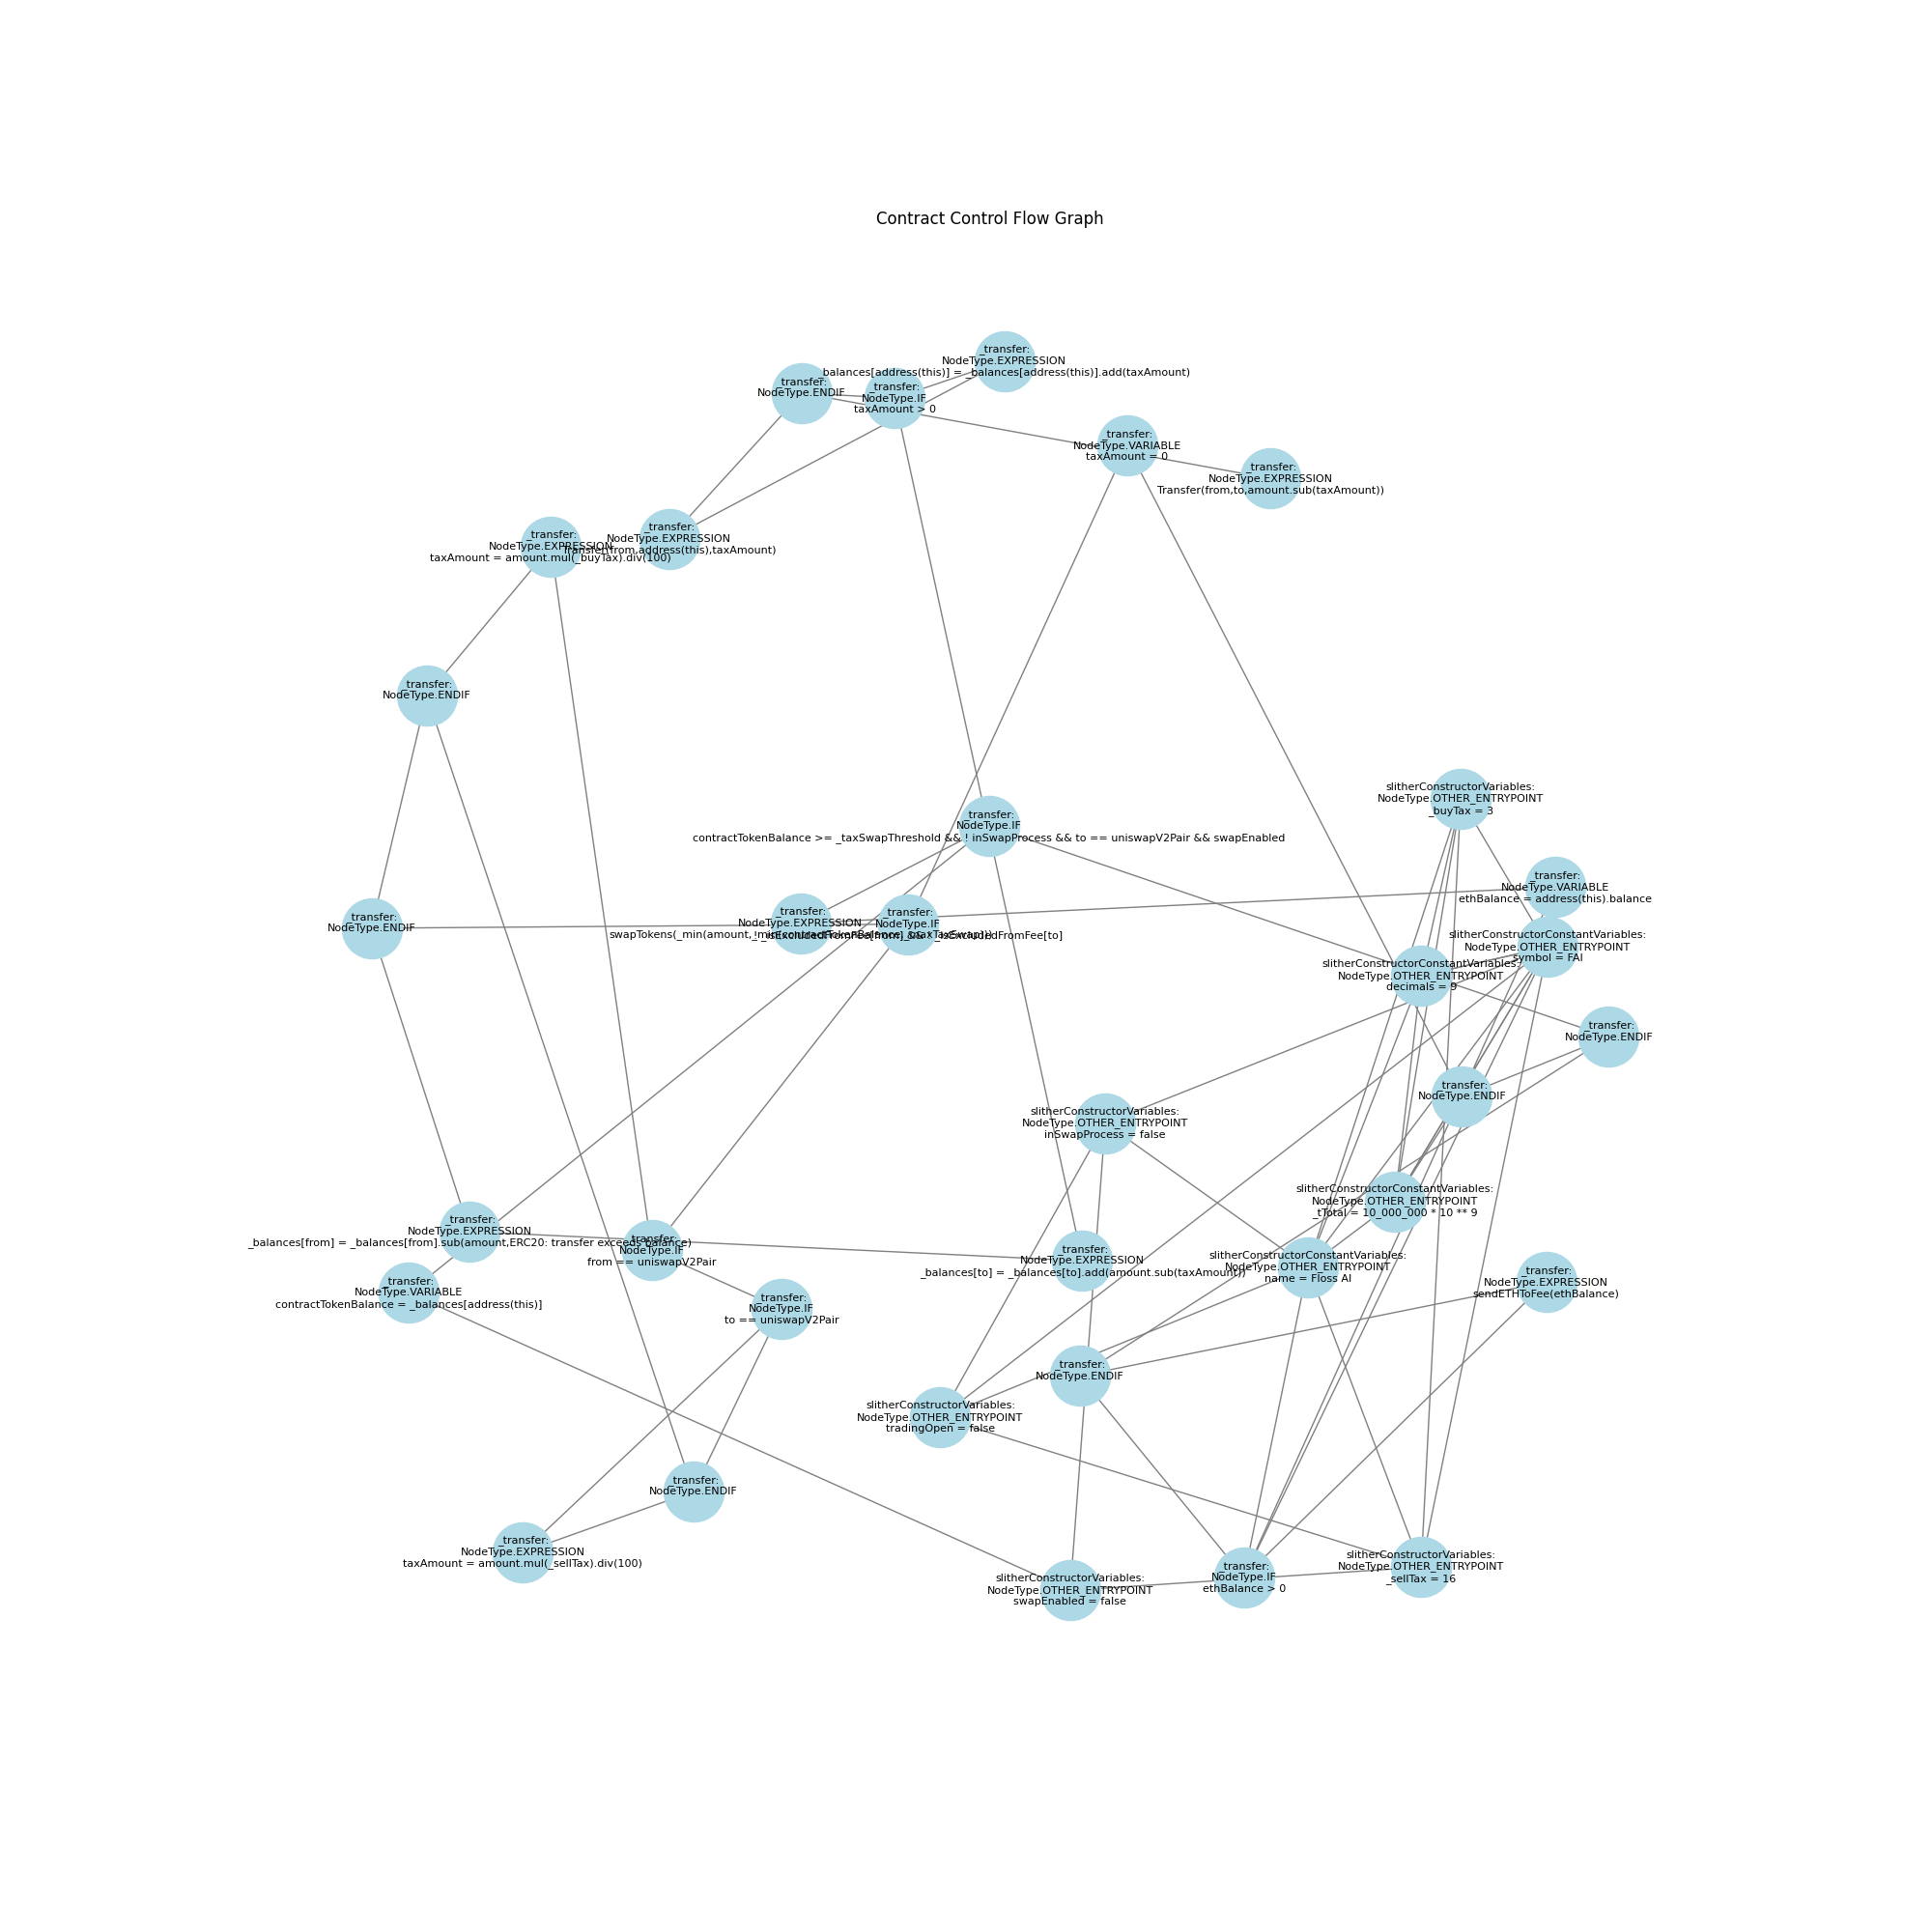 Contract Control Flow Graph
_transfer:
NodeType.EXPRESSION
_balances[address(this)] = _balances[address(this)].add(taxAmount)
_transfer:
NodeType.ENDIF
_transfer:
NodeType.IF
taxAmount > 0
_transfer:
NodeType.VARIABLE
taxAmount = 0
_transfer:
NodeType.EXPRESSION
Transfer(from,to,amount.sub(taxAmount))
_transfer:
NodeType.EXPRESSION
taxAmount = amount.mul(_buyTax).div(100)
_transfer:
NodeType.EXPRESSION
Transfer(from,address(this),taxAmount)
_transfer:
NodeType.ENDIF
slitherConstructorVariables:
NodeType.OTHER_ENTRYPOINT
_buyTax = 3
_transfer:
NodeType.IF
contractTokenBalance >= _taxSwapThreshold && ! inSwapProcess && to == uniswapV2Pair && swapEnabled
_transfer:
NodeType.VARIABLE
ethBalance = address(this).balance
_transfer:
NodeType.ENDIF
_transfer:
NodeType.EXPRESSION
swapTokens(_min(amount,
_transfer:
NodeType.IF
slitherConstructorConstantVariables:
NodeType.OTHER_ENTRYPOINT
symbol = FAI
slitherConstructorConstantVariables:
NodeType.OTHER_ENTRYPOINT
decimals = 9
_transfer:
NodeType.ENDIF
_transfer:
NodeType.ENDIF
slitherConstructorVariables:
NodeType.OTHER_ENTRYPOINT
inSwapProcess = false
slitherConstructorConstantVariables:
NodeType.OTHER_ENTRYPOINT
_tTotal = 10_000_000 * 10 ** 9
_transfer:
NodeType.EXPRESSION
_balances[from] = _balances[from].sub(amount,ERC20: transfer exceeds balance)
_transfer:
NodeType.IF
from == uniswapV2Pair
_transfer:
NodeType.EXPRESSION
_balances[to] = _balances[to].add(amount.sub(taxAmount))
slitherConstructorConstantVariables:
NodeType.OTHER_ENTRYPOINT
name = Floss AI
_transfer:
NodeType.VARIABLE
contractTokenBalance = _balances[address(this)]
_transfer:
NodeType.EXPRESSION
sendETHToFee(ethBalance)
_transfer:
NodeType.IF
to == uniswapV2Pair
_transfer:
NodeType.ENDIF
slitherConstructorVariables:
NodeType.OTHER_ENTRYPOINT
tradingOpen = false
_transfer:
NodeType.ENDIF
_transfer:
NodeType.EXPRESSION
taxAmount = amount.mul(_sellTax).div(100)
slitherConstructorVariables:
NodeType.OTHER_ENTRYPOINT
swapEnabled = false
_transfer:
NodeType.IF
ethBalance > 0
slitherConstructorVariables:
NodeType.OTHER_ENTRYPOINT
_sellTax = 16